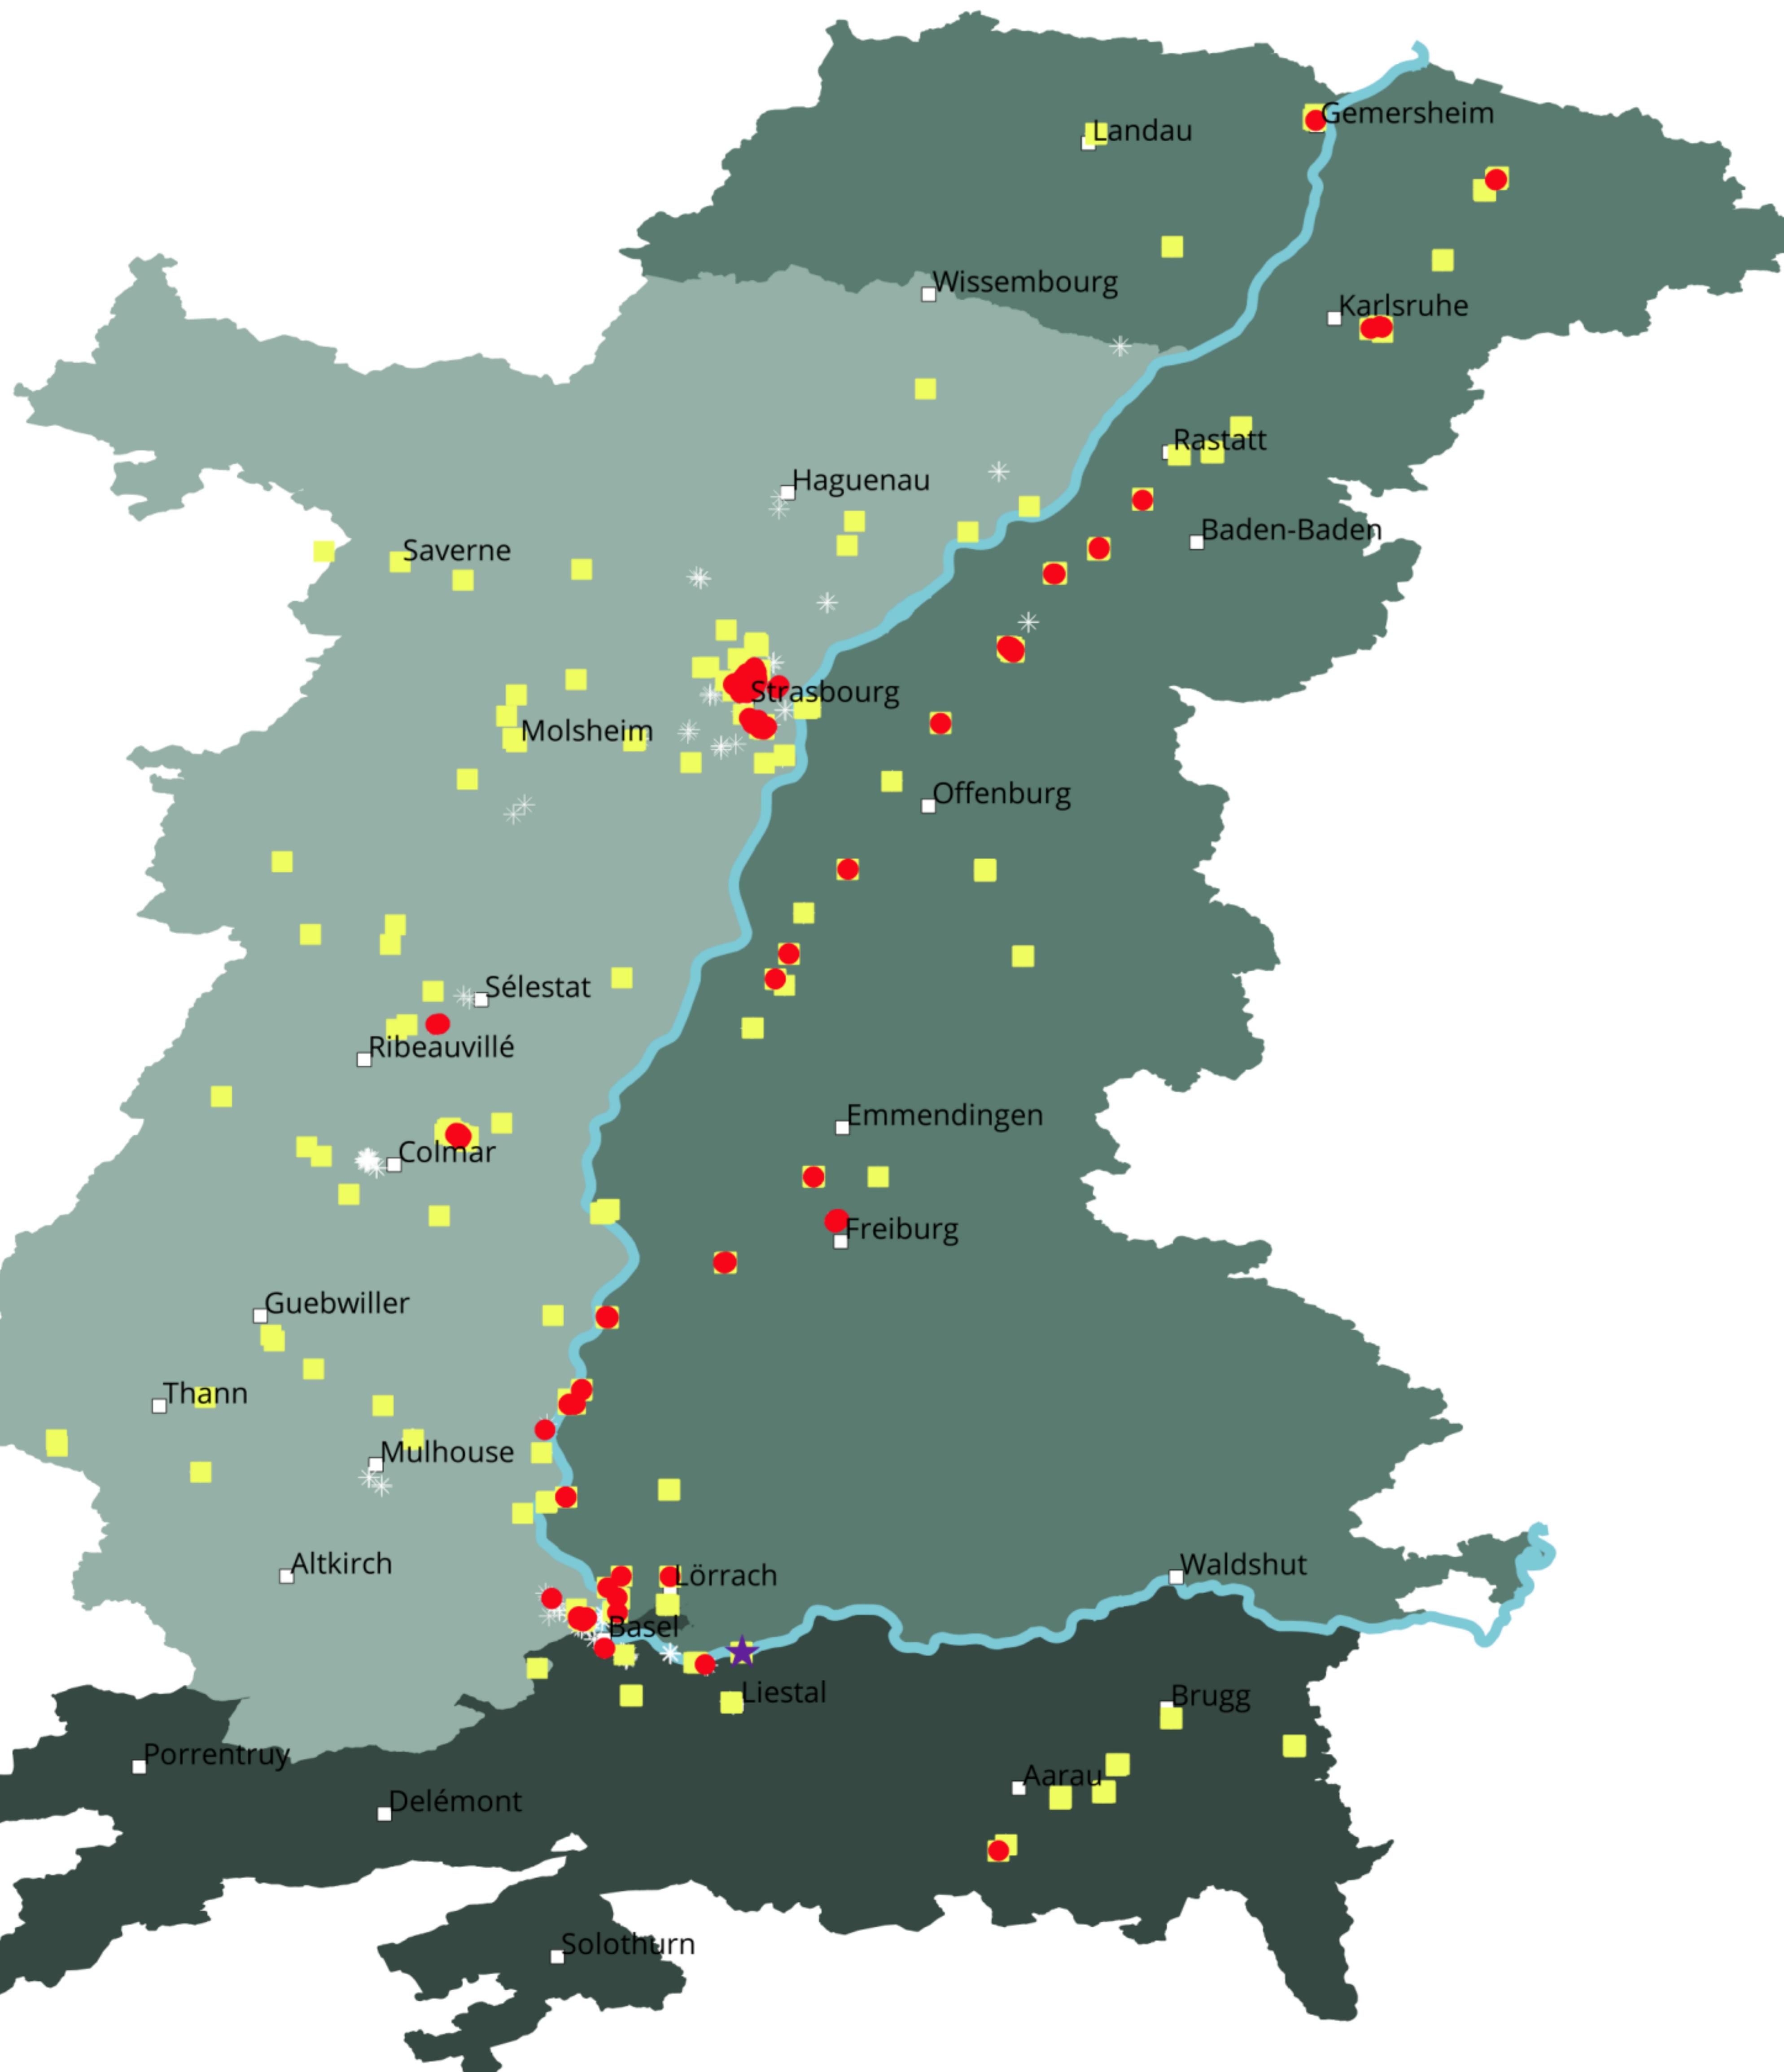 Gemersheim
Landau
Wissembourg
Karlsruhe
Rastatt
Haguenau
Baden-Baden
Saverne
Strasbourg
Molsheim
Offenburg
Sélestat
Ribeauvillé
Emmendingen
Colmar
Freiburg
Guebwiller
Thann
Mulhouse
Altkirch
Lörrach
Waldshut
Basel
Liestal
Brugg
Porrentruy
Aarau
Delémont
Solothurn